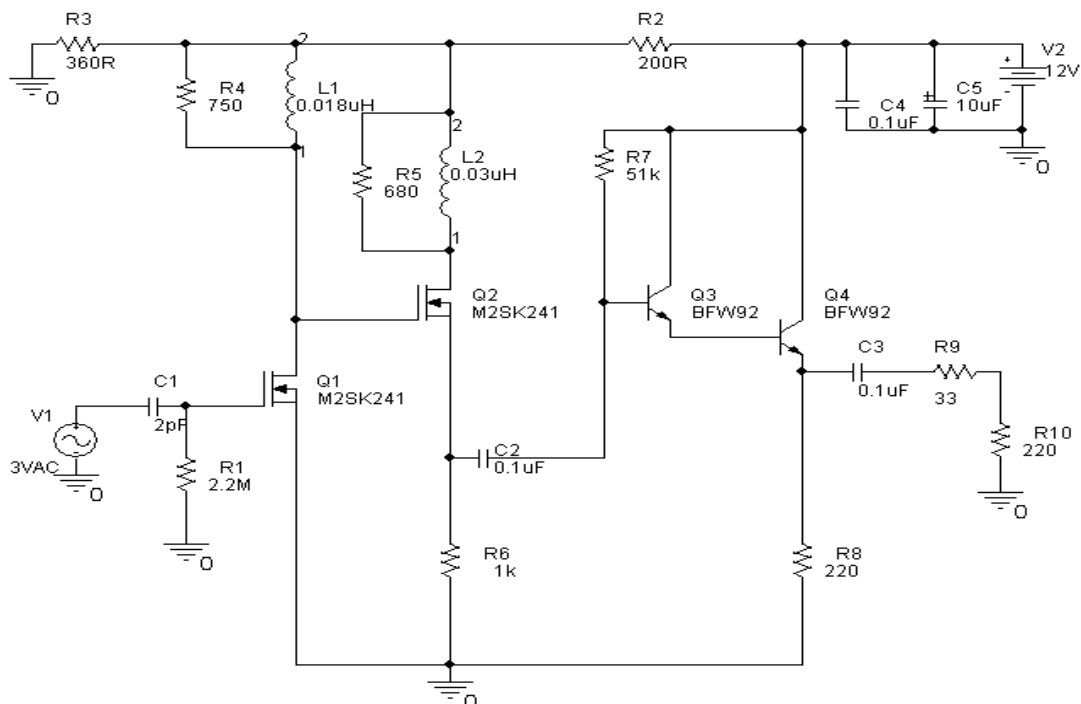 R3
360R
0
R4
750
2
L1
0.018uH
1
R5
680
2
L2
0.03uH
1
R2
200R
C4
0.1uF
+
C5
10uF
V2
+
12V
-
0
R7
51k
Q2
M2SK241
Q3
BFW92
Q4
BFW92
Q1
M2SK241
C1
2pF
V1
3VAC
0
R1
2.2M
0
C2
0.1uF
C3
0.1uF
R9
33
R10
220
0
R6
1k
R8
220
0